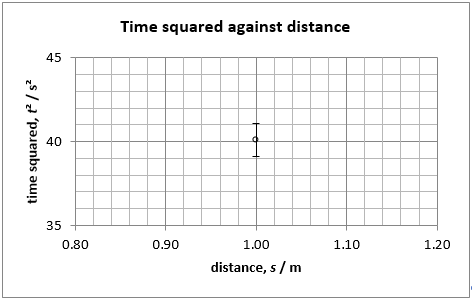 Time squared against distance
time squared, t² / s²
45
40
35
0.80 0.90 1.00 1.10 1.20
distance, s / m